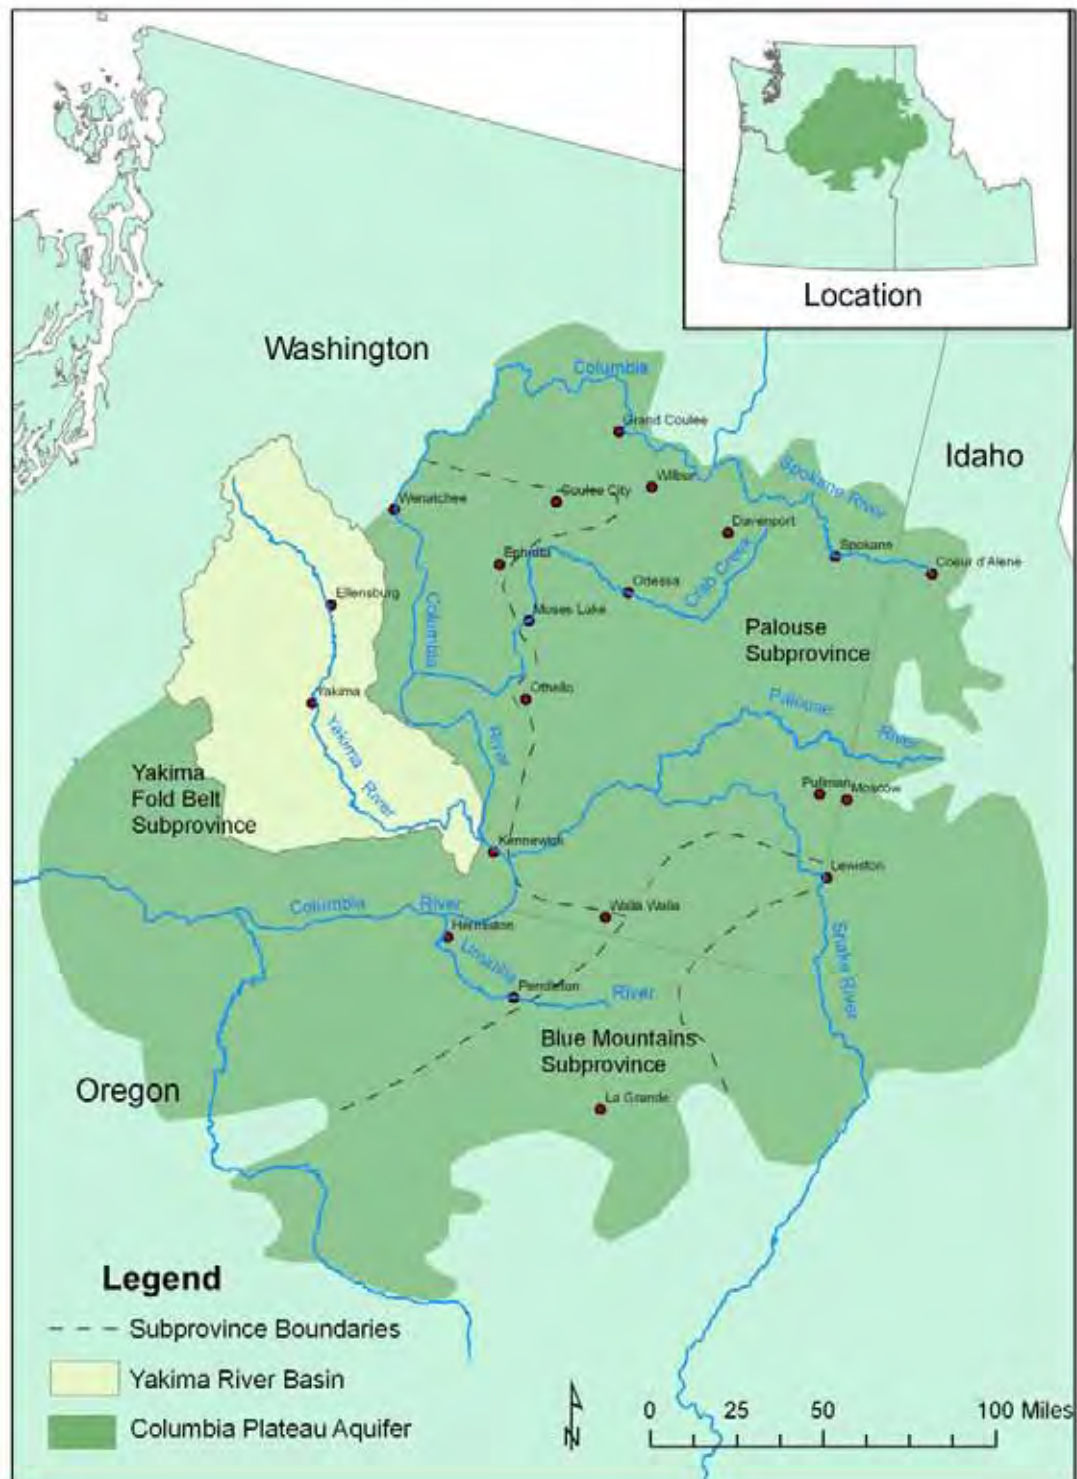 Location
Washington
Columbia
Grand Coulee
Idaho
Spokane River
Wilbur
Coulee City
Wenatchee
Davenport
Spokane
Ephrata
Coeur d'Alene
Crab Creek
Odessa
Ellensburg
Columbia
Moses Lake
Palouse
Subprovince
Yakima
Othello
Palouse
River
River
Yakima
River
Yakima
Fold Belt
Subprovince
Pullman
Moscow
Kennewick
Lewiston
Columbia
River
Walla Walla
Hermiston
Umatilla
Snake River
Pendleton
River
Blue Mountains
Subprovince
Oregon
La Grande
Legend
Subprovince Boundaries
Yakima River Basin
Columbia Plateau Aquifer
N
0 25 50 100 Miles